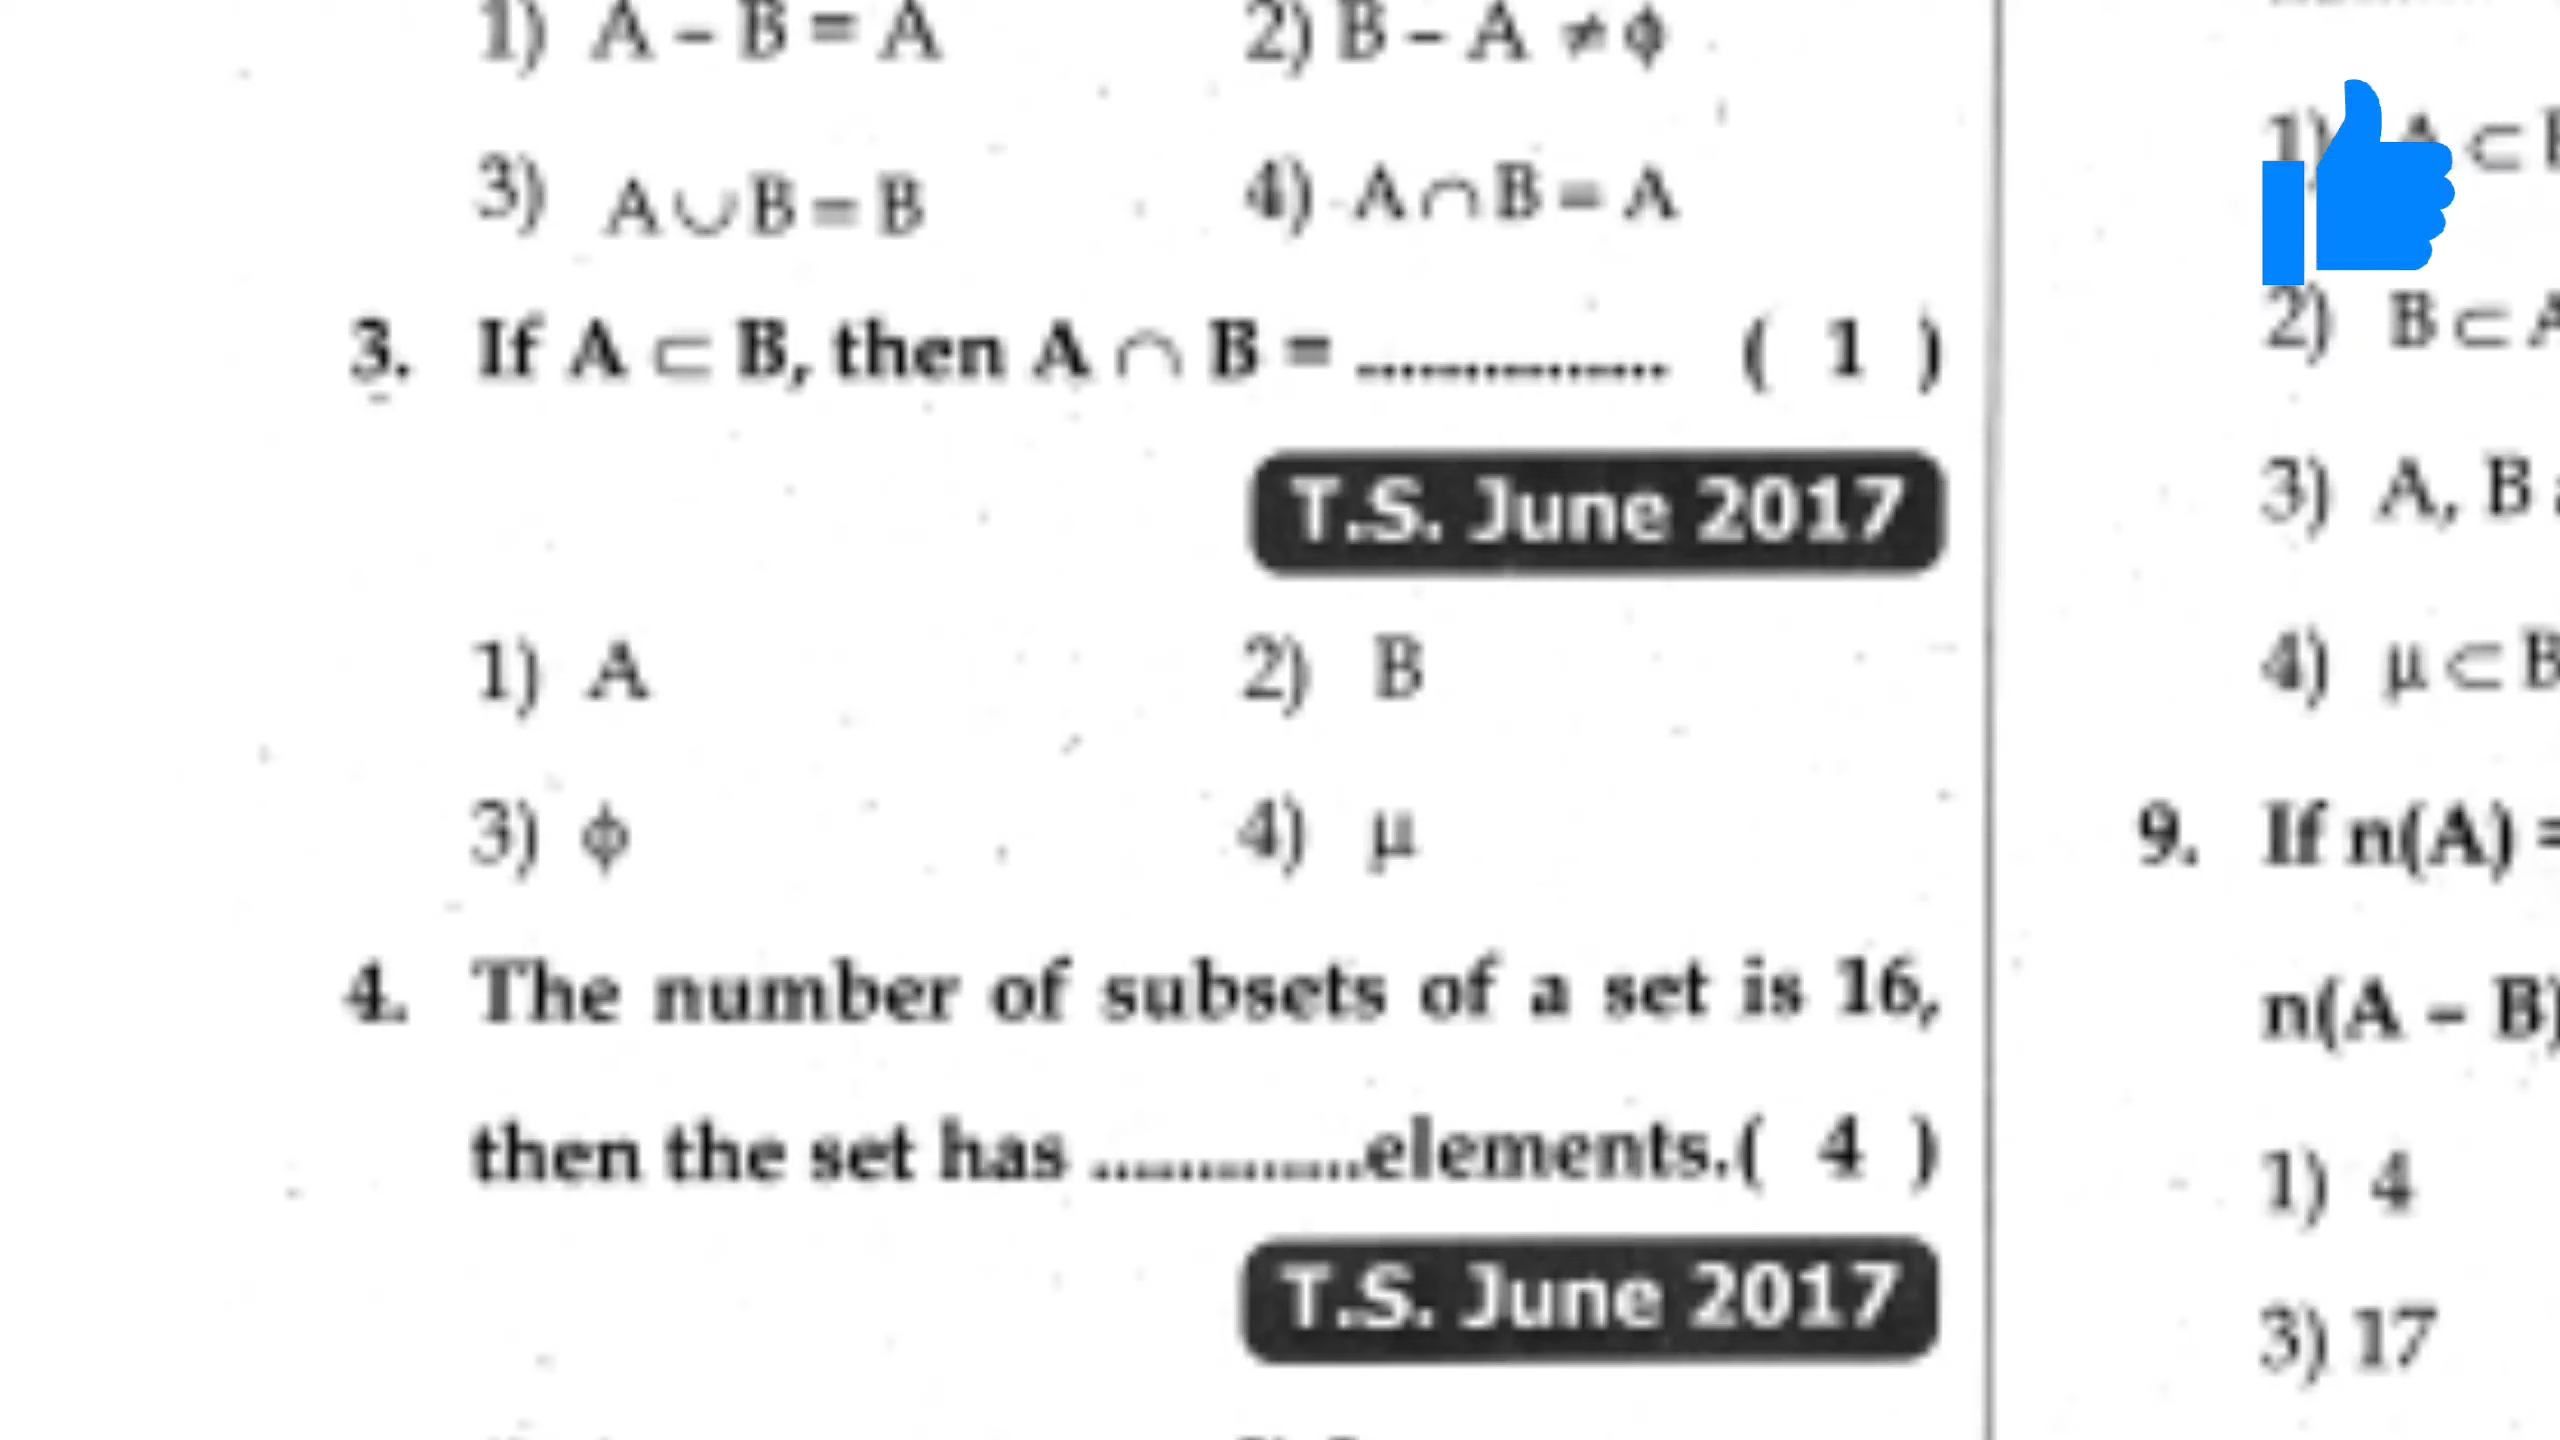 1) A – B = A 2) B – A ≠ ϕ
3) A∪B = B 4) A∩B = A
3. If A ⊂ B, then A ∩ B = ................ ( 1 )
T.S. June 2017
1) A 2) B
3) ϕ 4) μ
4. The number of subsets of a set is 16,
then the set has ..............elements.( 4 )
T.S. June 2017
1) A ⊂
2) B ⊂ A
3) A, B
4) μ ⊂ B
9. If n(A) =
n(A – B)
1) 4
3) 17